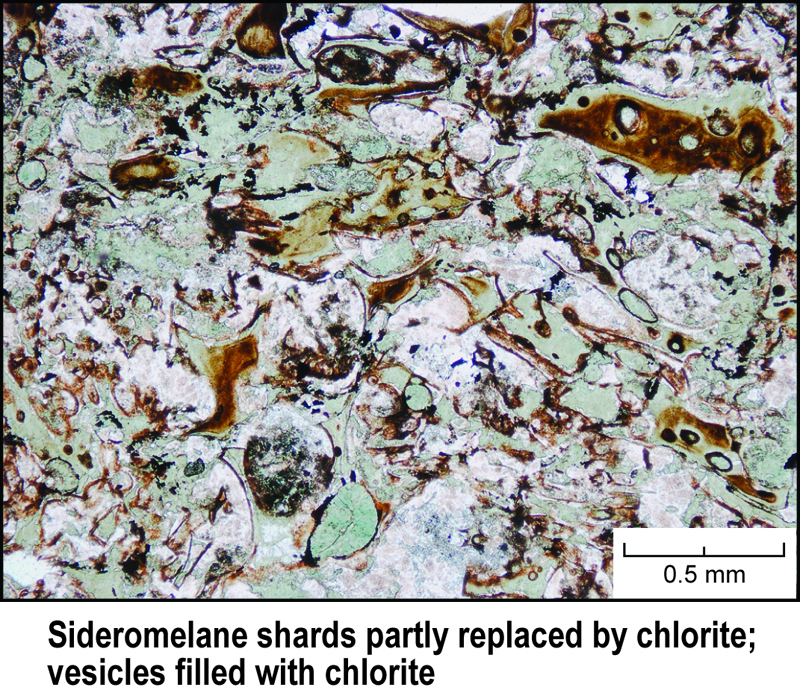 0.5 mm
Sideromelane shards partly replaced by chlorite;
vesicles filled with chlorite